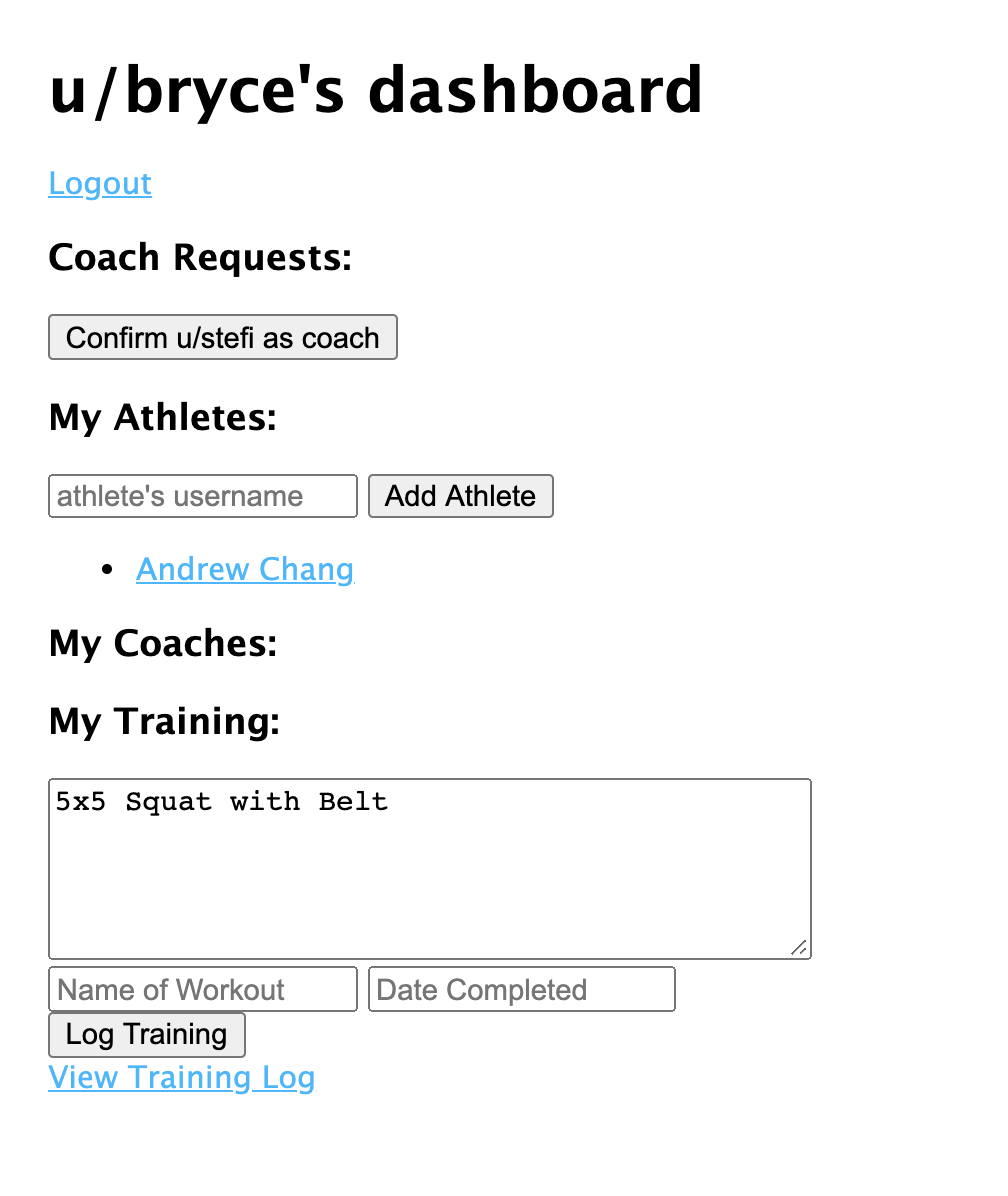 u/bryce's dashboard
Logout
Coach Requests:
Confirm u/stefi as coach
My Athletes:
athlete's username Add Athlete
Andrew Chang
My Coaches:
My Training:
5x5 Squat with Belt
Name of Workout Date Completed
Log Training
View Training Log